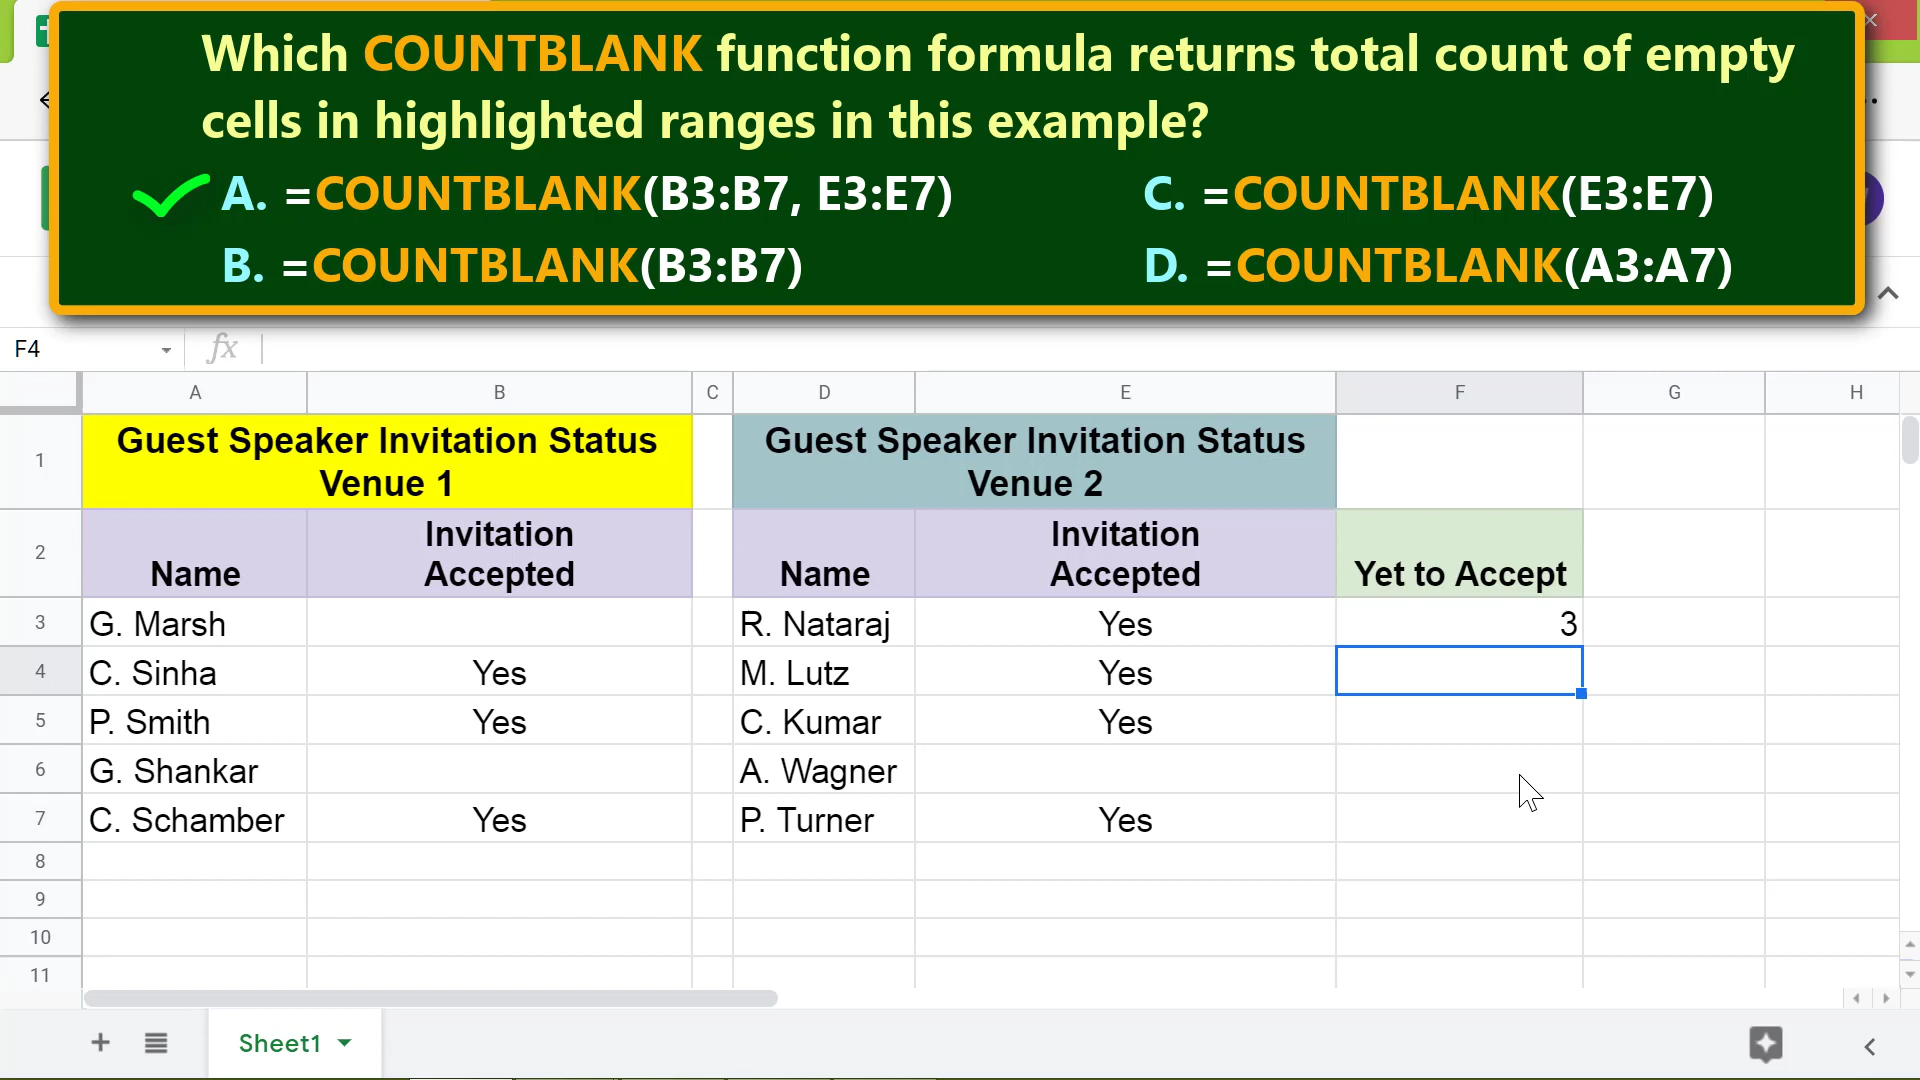 Which COUNTBLANK function formula returns total count of empty
cells in highlighted ranges in this example?
A. =COUNTBLANK(B3:B7, E3:E7)
C. =COUNTBLANK(E3:E7)
B. =COUNTBLANK(B3:B7)
D. =COUNTBLANK(A3:A7)
F4
fx
A B C D E F G H
1
Guest Speaker Invitation Status
Venue 1
Guest Speaker Invitation Status
Venue 2
2
Name
Invitation
Accepted
Name
Invitation
Accepted
Yet to Accept
3 G. Marsh R. Nataraj Yes 3
4 C. Sinha Yes M. Lutz Yes
5 P. Smith Yes C. Kumar Yes
6 G. Shankar A. Wagner
7 C. Schamber Yes P. Turner Yes
8
9
10
11
Sheet1